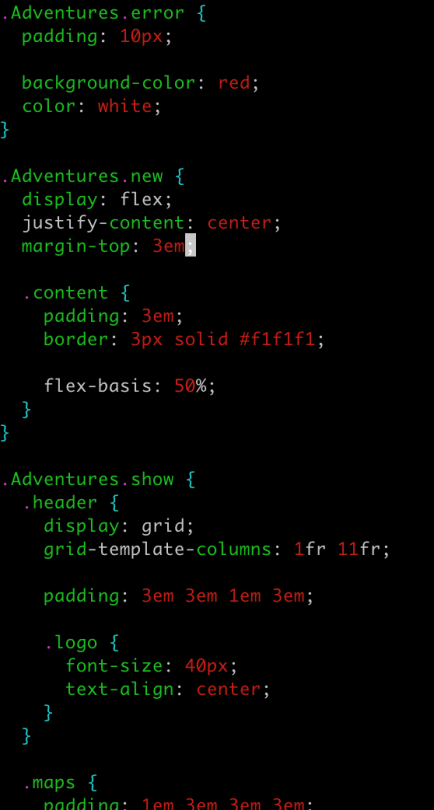 .Adventures.error {
  padding: 10px;

  background-color: red;
  color: white;
}

.Adventures.new {
  display: flex;
  justify-content: center;
  margin-top: 3em;

  .content {
    padding: 3em;
    border: 3px solid #f1f1f1;

    flex-basis: 50%;
  }
}

.Adventures.show {
  .header {
    display: grid;
    grid-template-columns: 1fr 11fr;

    padding: 3em 3em 1em 3em;

    .logo {
      font-size: 40px;
      text-align: center;
    }
  }

  .maps {
    padding: 1em 3em 3em 3em;